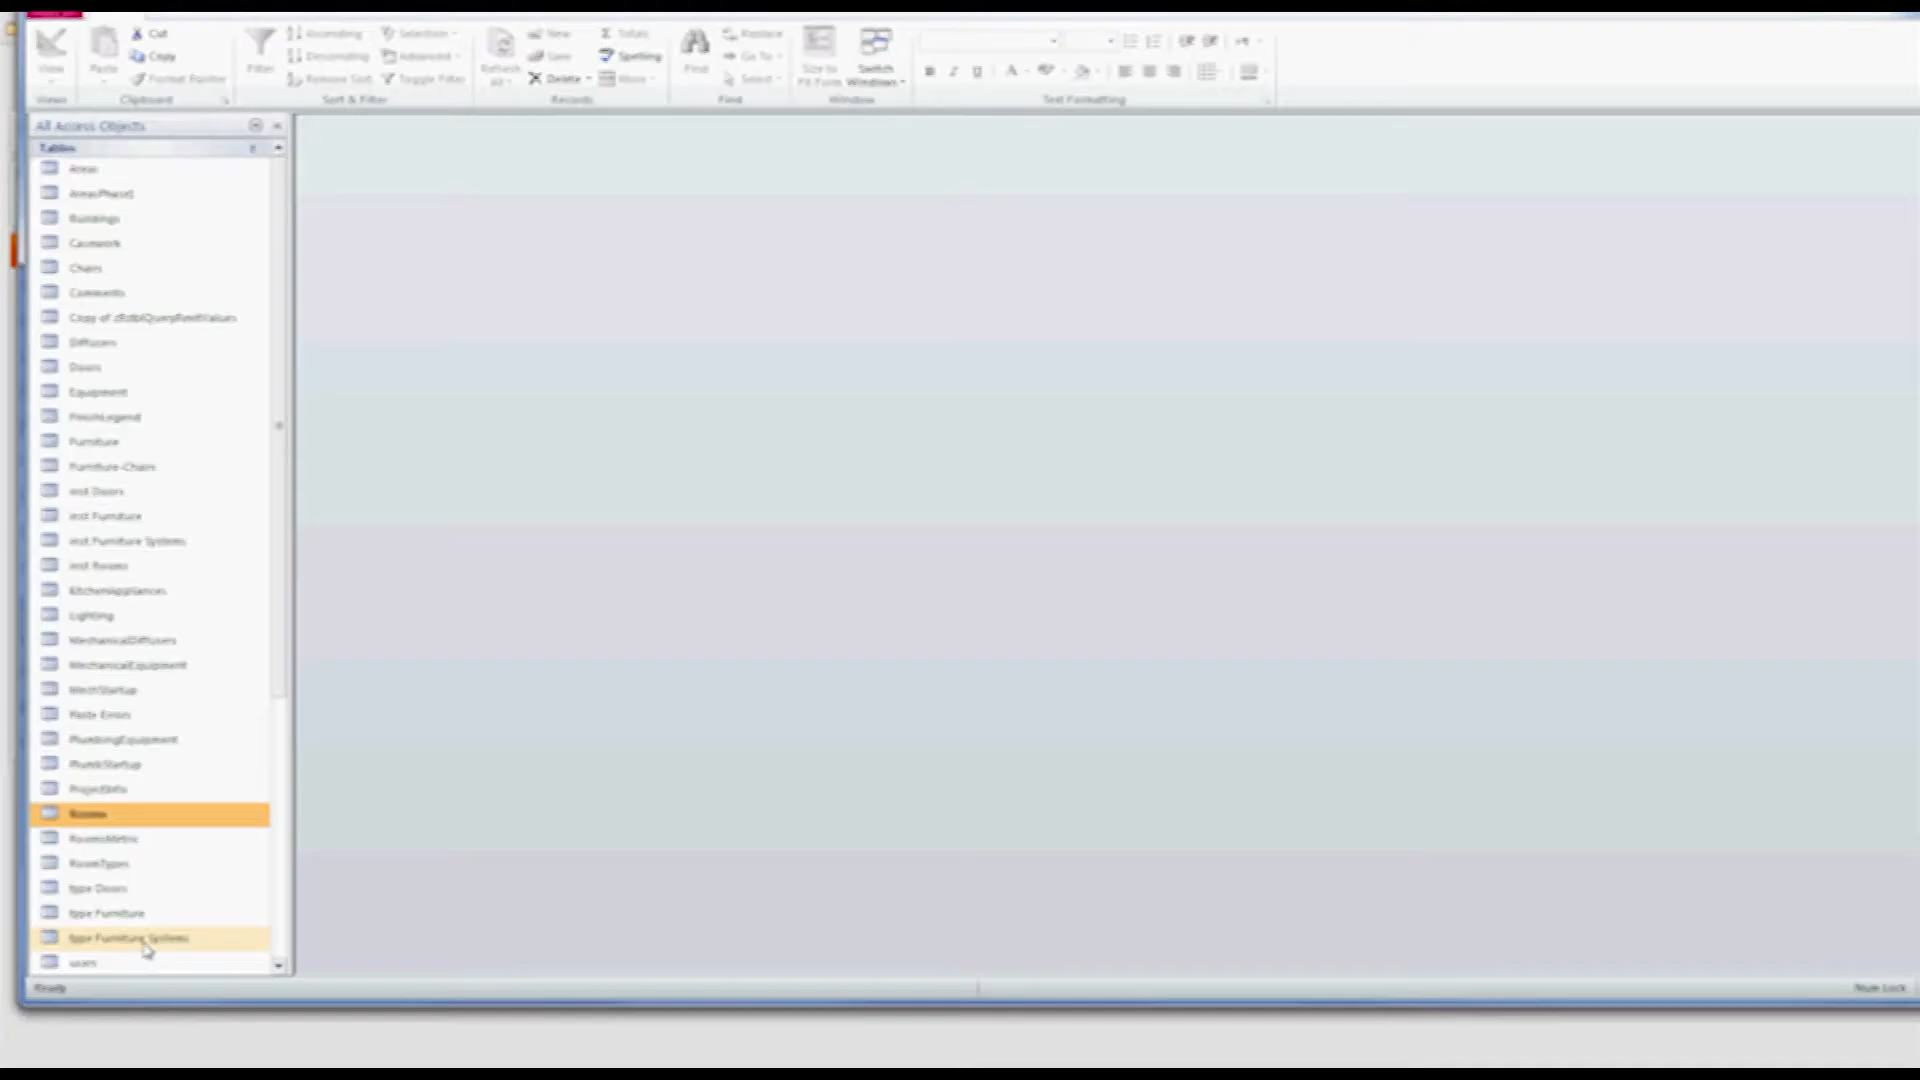 Cut
Ascending
Selection
New
Totals
Replace
Copy
Descending
Advanced
Save
Spelling
Go To
View
Paste
Format Painter
Filter
Remove Sort
Toggle Filter
Refresh
All
Delete
More
Find
Select
Size to
Fit Form
Switch
Windows
Views
Clipboard
Sort & Filter
Records
Find
Window
Text Formatting
All Access Objects
Tables
Areas
Buildings
Casework
Chairs
Comments
Diffusers
Doors
Equipment
FinishLegend
Furniture
Furniture-Chairs
inst Doors
inst Furniture
inst Furniture Systems
inst Rooms
KitchenAppliances
Lighting
MechanicalDiffusers
MechanicalEquipment
MechStartup
Paste Errors
PlumbingEquipment
PlumbStartup
ProjectInfo
Rooms
RoomsMetric
RoomTypes
type Doors
type Furniture
type Furniture Systems
users
Ready
Num Lock